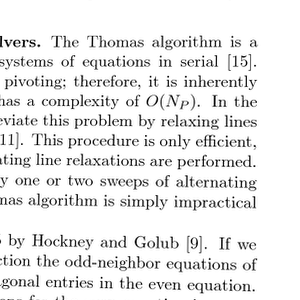 lvers. The Thomas algorithm is a
systems of equations in serial [15].
pivoting; therefore, it is inherently
has a complexity of O(N_P). In the
eviate this problem by relaxing lines
11]. This procedure is only efficient,
ating line relaxations are performed.
y one or two sweeps of alternating
mas algorithm is simply impractical
by Hockney and Golub [9]. If we
ction the odd-neighbor equations of
agonal entries in the even equation.